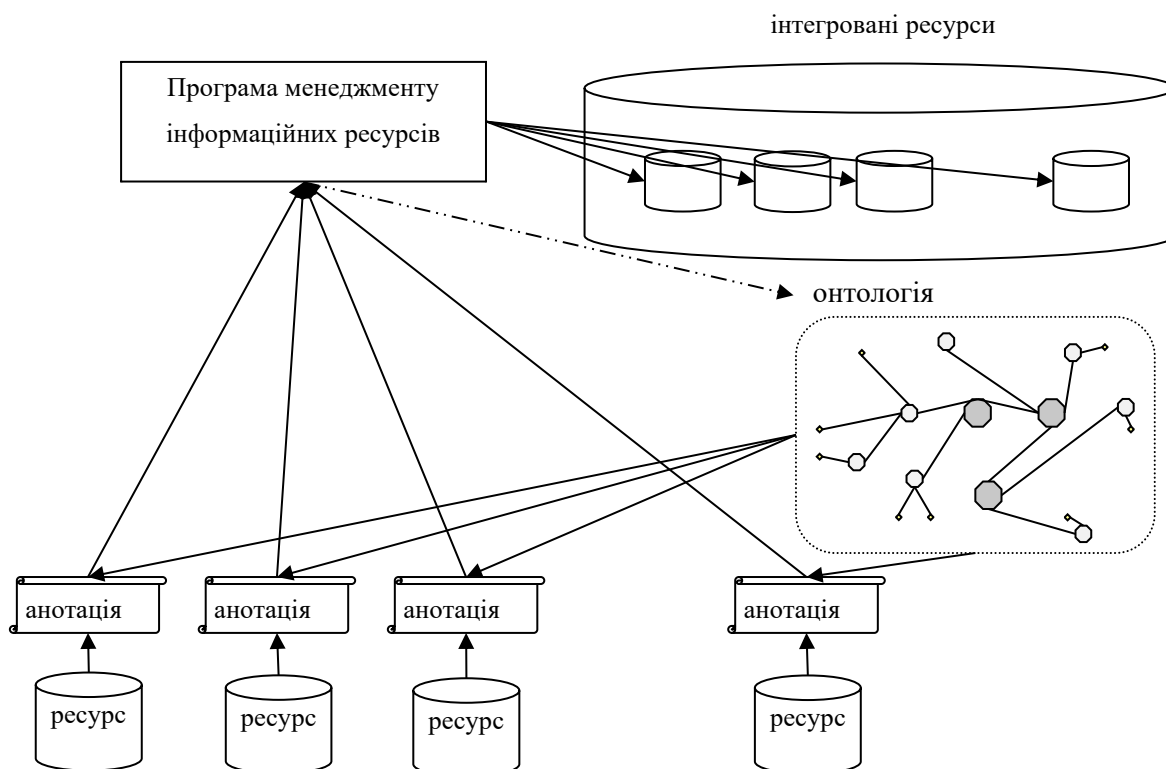 інтегровані ресурси
Програма менеджменту
інформаційних ресурсів
онтологія
анотація
анотація
анотація
анотація
ресурс
ресурс
ресурс
ресурс